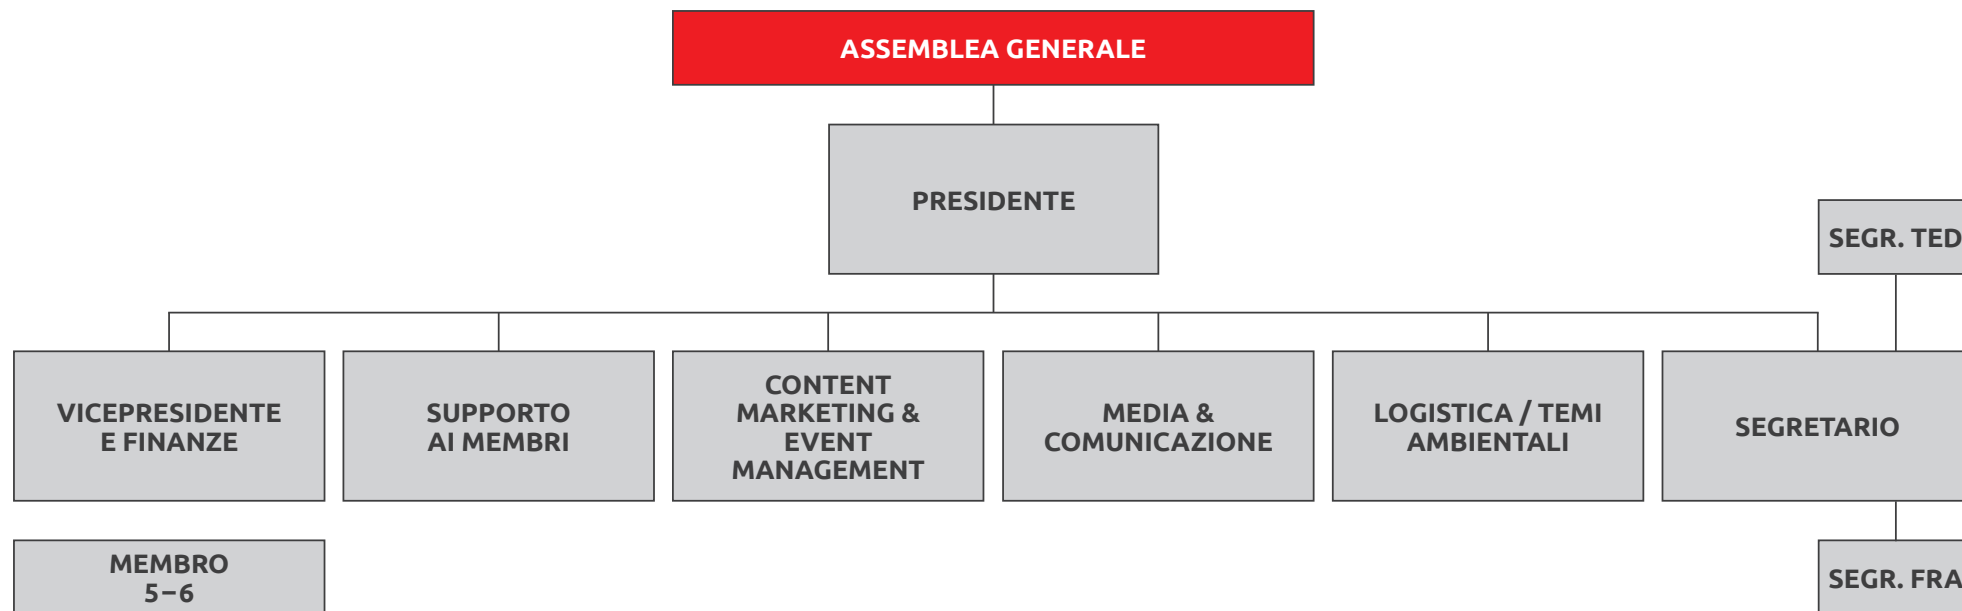 ASSEMBLEA GENERALE
PRESIDENTE
SEGR. TED
VICEPRESIDENTE
E FINANZE
SUPPORTO
AI MEMBRI
CONTENT
MARKETING &
EVENT
MANAGEMENT
MEDIA &
COMUNICAZIONE
LOGISTICA / TEMI
AMBIENTALI
SEGRETARIO
MEMBRO
5–6
SEGR. FRA